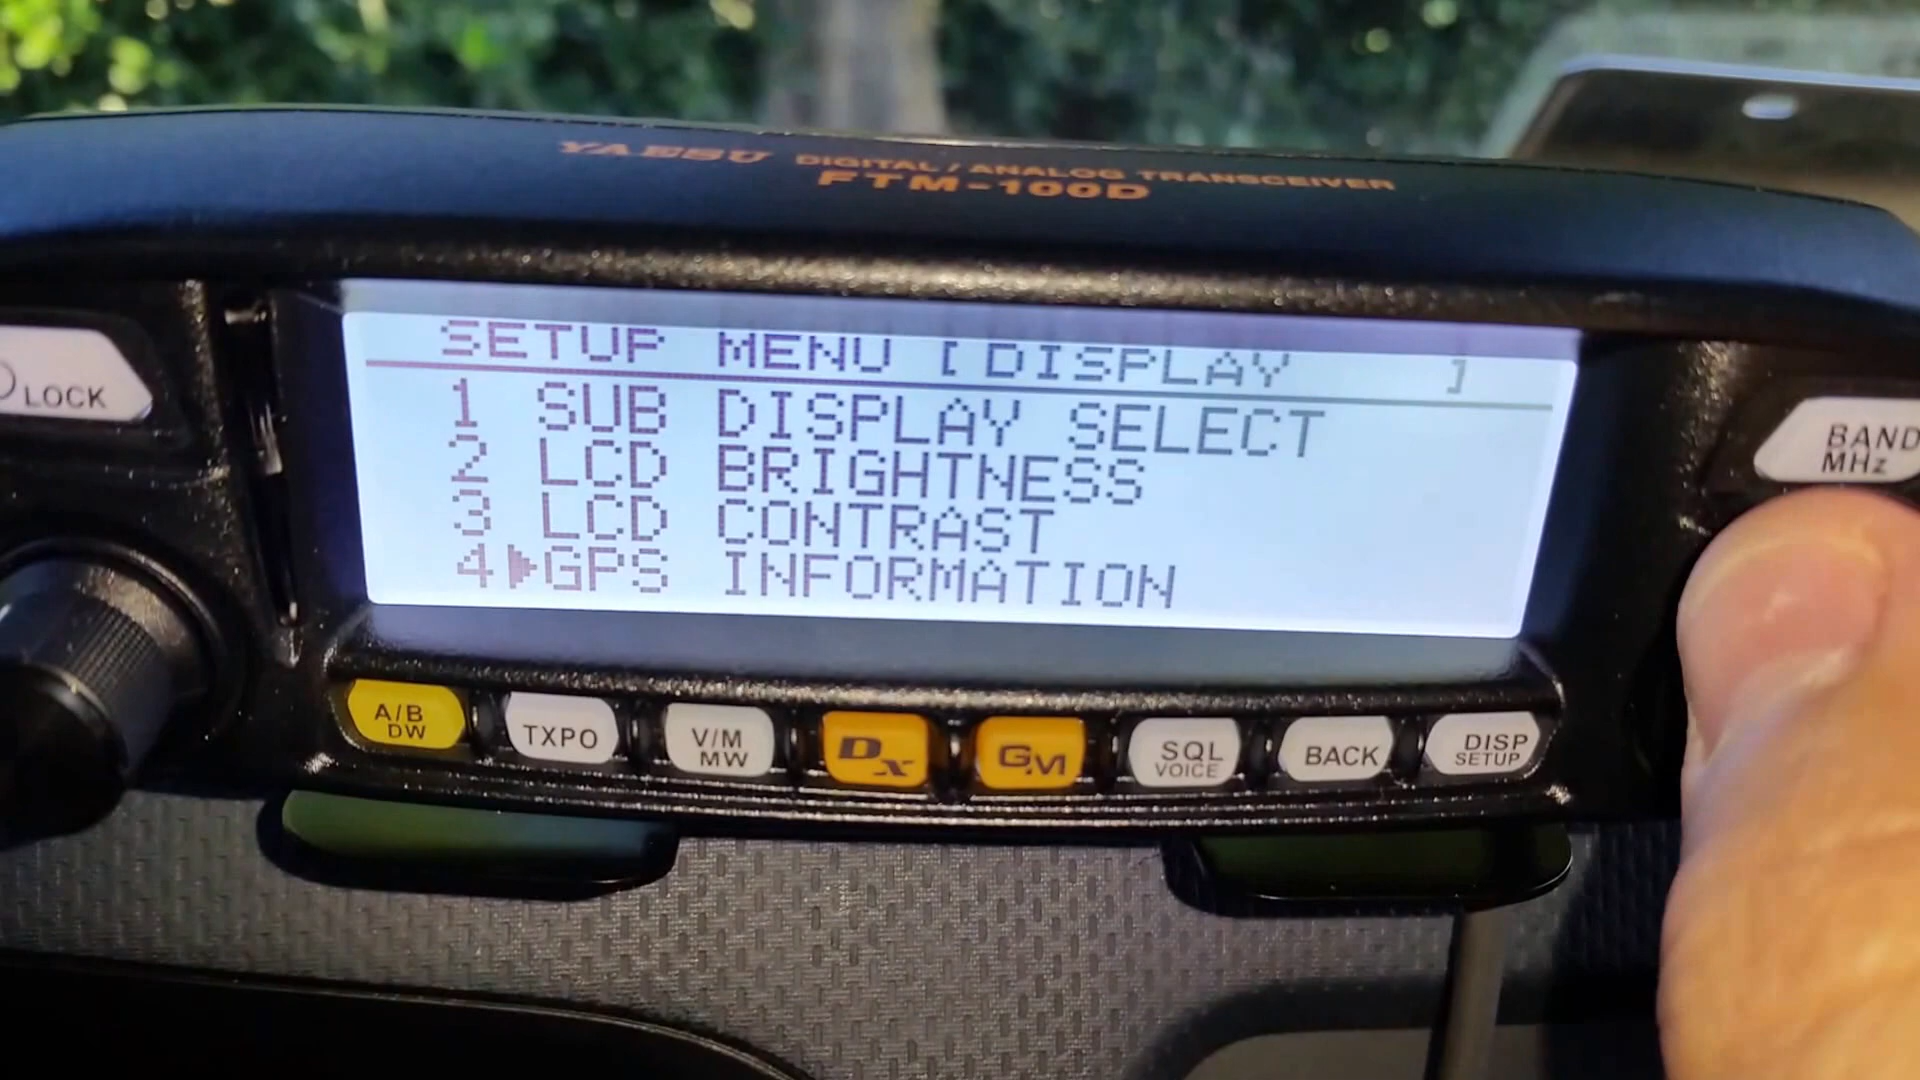 YAESU DIGITAL / ANALOG TRANSCEIVER
FTM-100D
SETUP MENU [DISPLAY ]
1 SUB DISPLAY SELECT
2 LCD BRIGHTNESS
3 LCD CONTRAST
4 ▶GPS INFORMATION
LOCK
BAND
MHz
A/B
DW
TXPO
V/M
MW
DX
GM
SQL
VOICE
BACK
DISP
SETUP